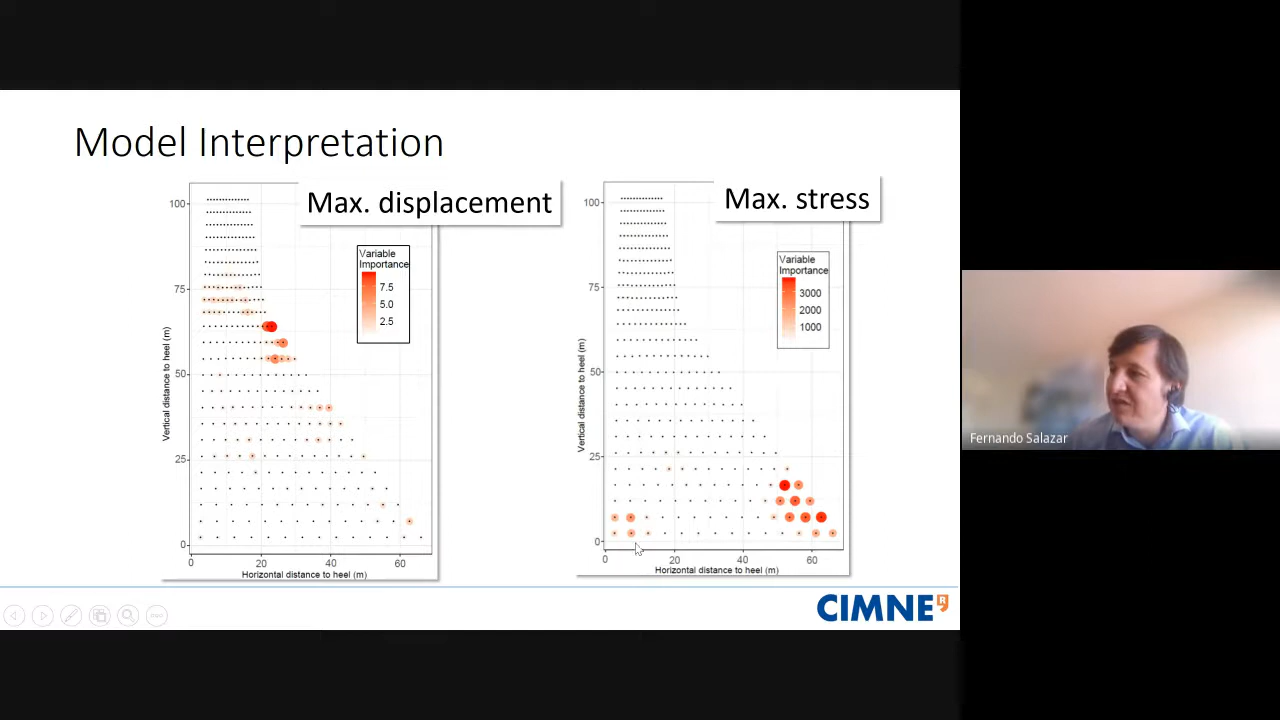 Model Interpretation
Max. displacement
100
75
50
25
0
0
20
40
60
Vertical distance to heel (m)
Horizontal distance to heel (m)
Variable
Importance
7.5
5.0
2.5
Max. stress
100
75
50
25
0
0
20
40
60
Vertical distance to heel (m)
Horizontal distance to heel (m)
Variable
Importance
3000
2000
1000
CIMNE
R
Fernando Salazar